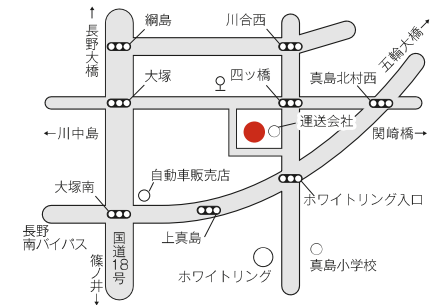 ↑長野大橋
綱島
川合西
五輪大橋→
大塚
四ツ橋
真島北村西
←川中島
運送会社
関崎橋→
大塚南
自動車販売店
ホワイトリング入口
長野
南バイパス
国道18号
上真島
篠ノ井↓
ホワイトリング
真島小学校